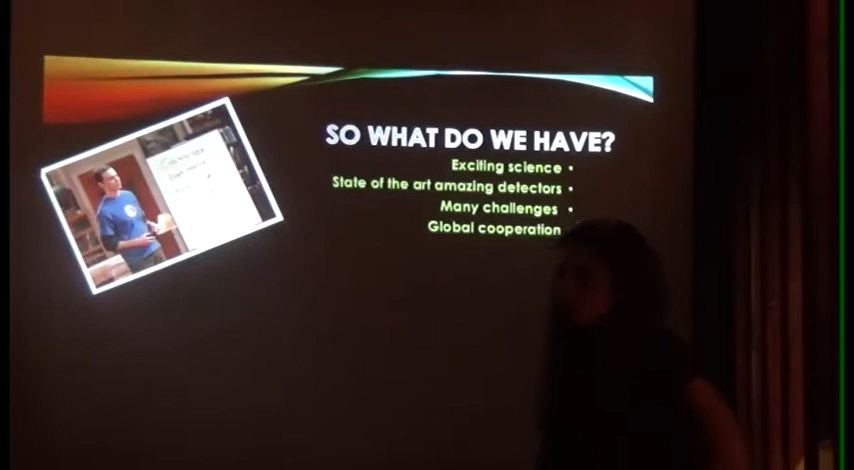 SO WHAT DO WE HAVE?
Exciting science •
State of the art amazing detectors •
Many challenges •
Global cooperation